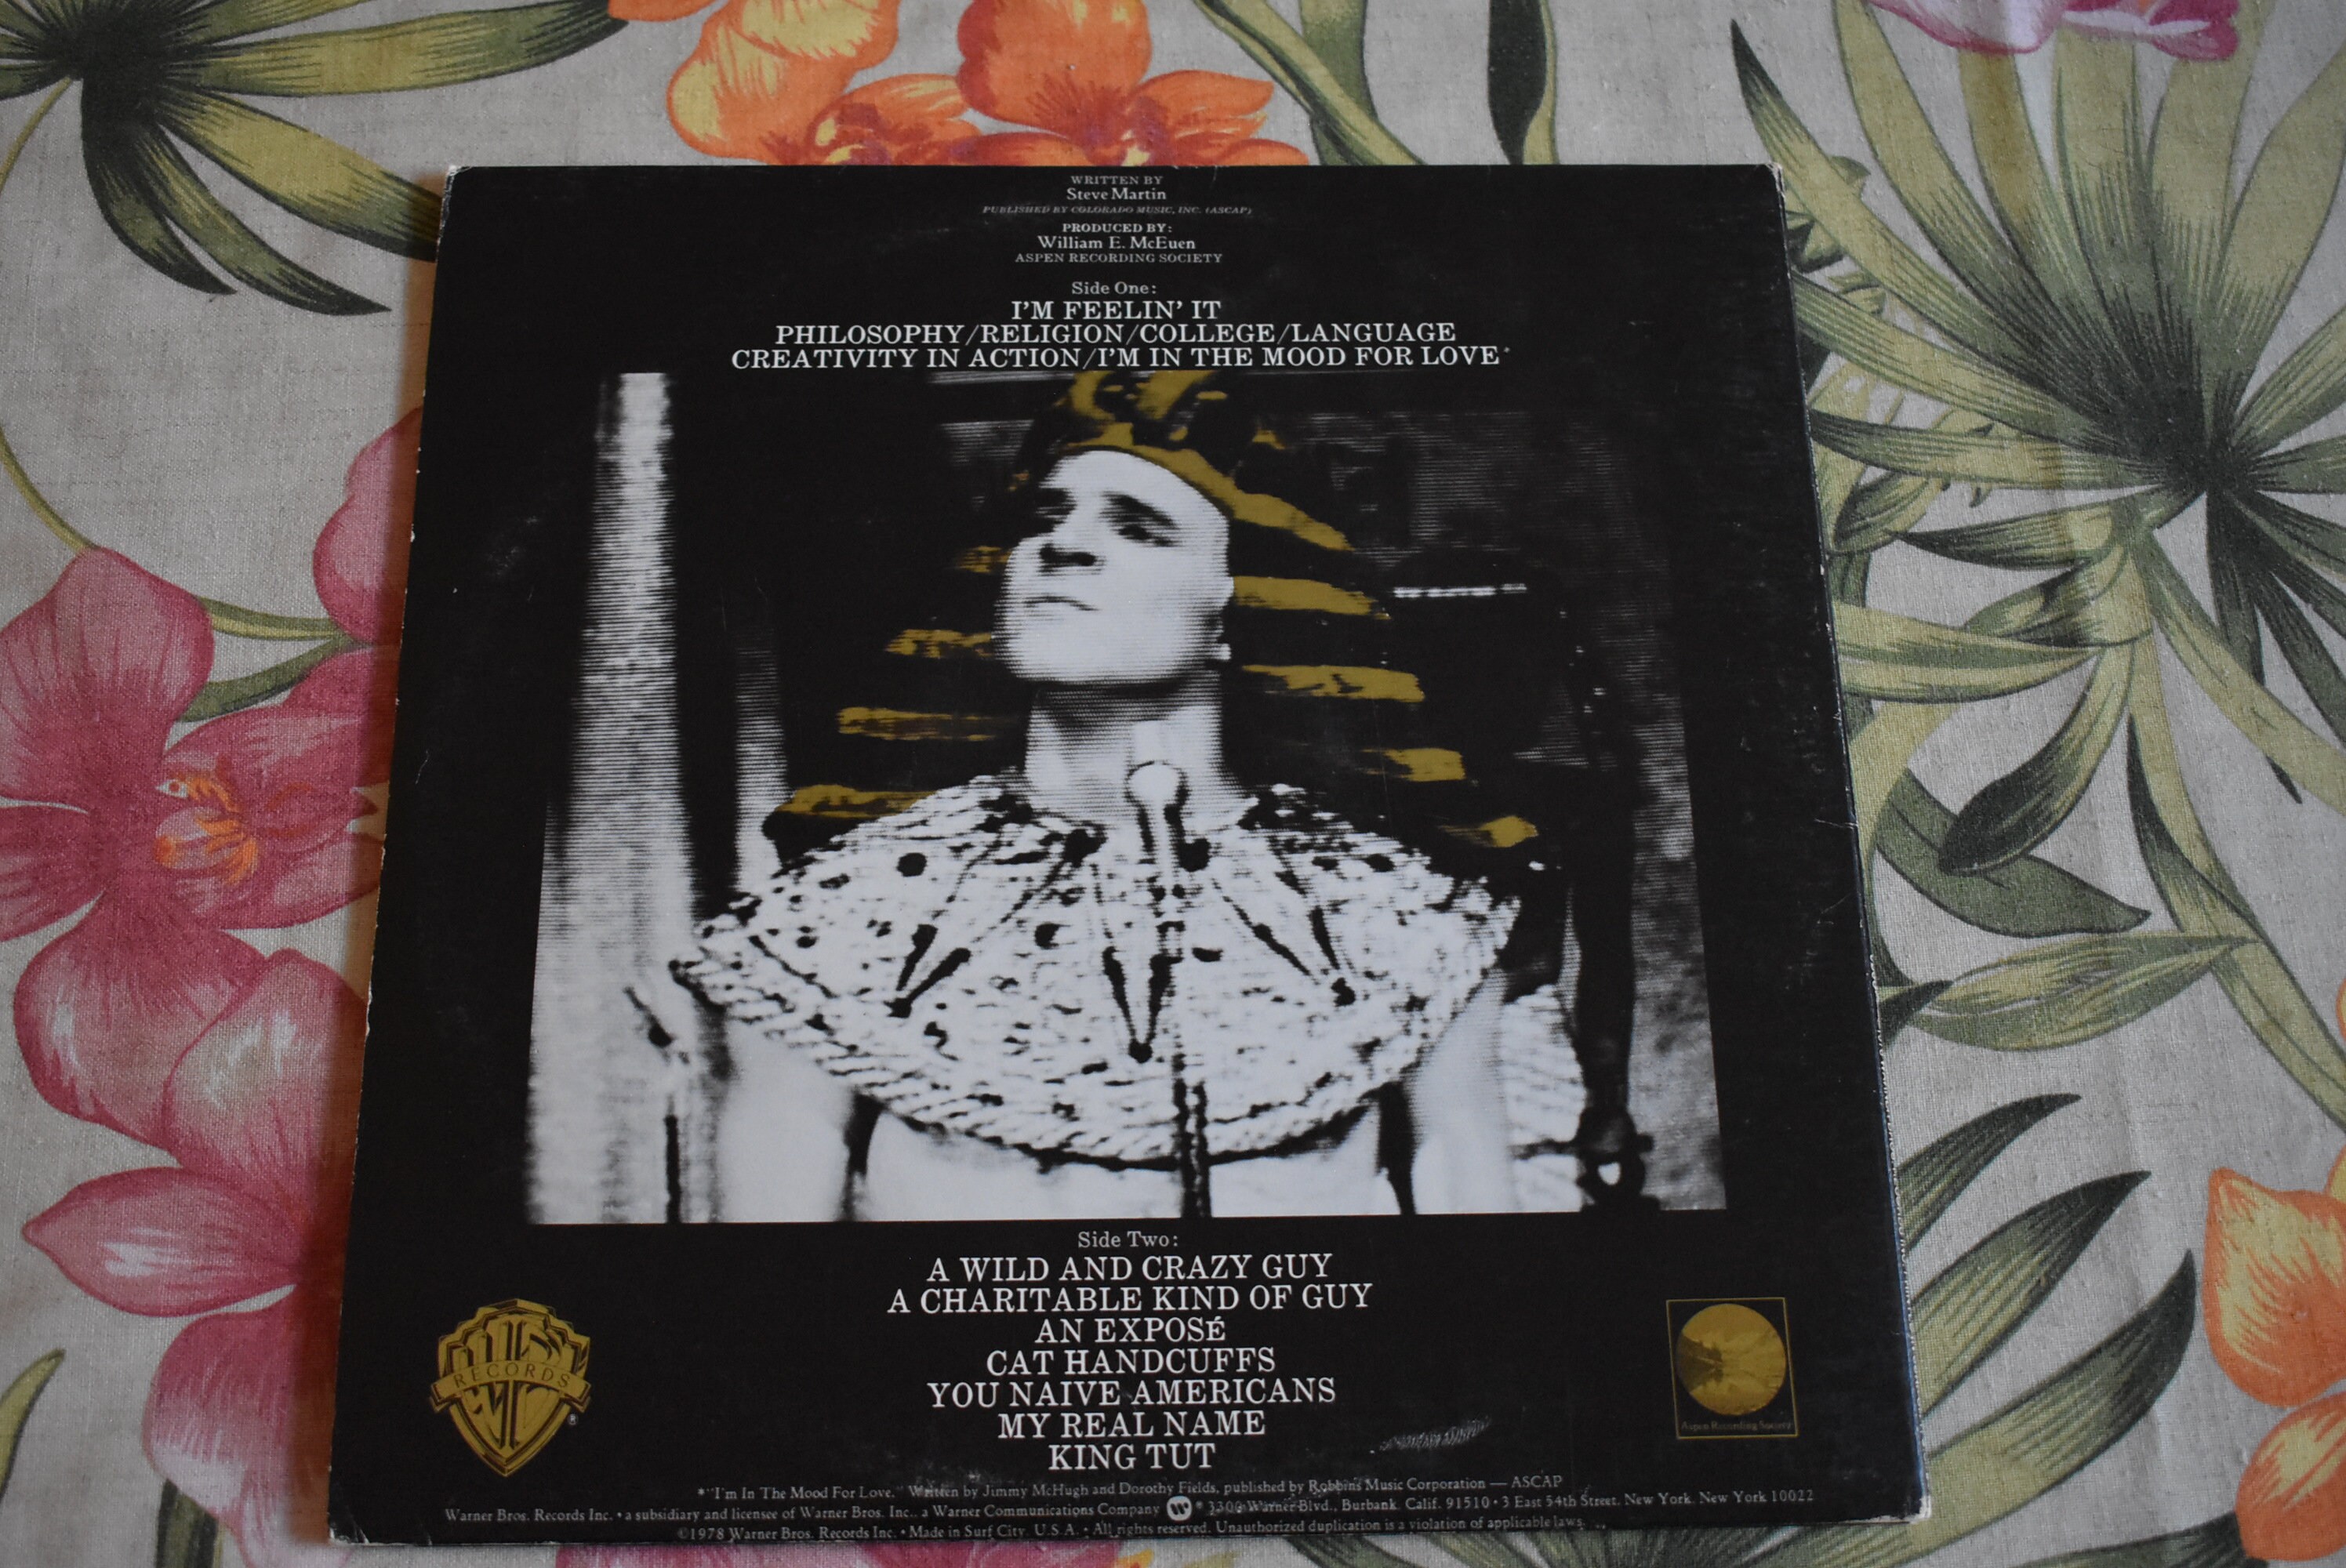 WRITTEN BY
Steve Martin
PUBLISHED BY COLORADO MUSIC, INC. (ASCAP)
PRODUCED BY:
William E. McEuen
ASPEN RECORDING SOCIETY
Side One:
I'M FEELIN' IT
PHILOSOPHY/RELIGION/COLLEGE/LANGUAGE
CREATIVITY IN ACTION/I'M IN THE MOOD FOR LOVE*
Side Two:
A WILD AND CRAZY GUY
A CHARITABLE KIND OF GUY
AN EXPOSÉ
CAT HANDCUFFS
YOU NAIVE AMERICANS
MY REAL NAME
KING TUT
WB
RECORDS
®
Aspen Recording Society
*"I'm In The Mood For Love." Written by Jimmy McHugh and Dorothy Fields, published by Robbins Music Corporation — ASCAP
Warner Bros. Records Inc. • a subsidiary and licensee of Warner Bros. Inc., a Warner Communications Company W ® 3300 Warner Blvd., Burbank. Calif. 91510 • 3 East 54th Street. New York. New York 10022
©1978 Warner Bros. Records Inc. • Made in Surf City. U.S.A. • All rights reserved. Unauthorized duplication is a violation of applicable laws.